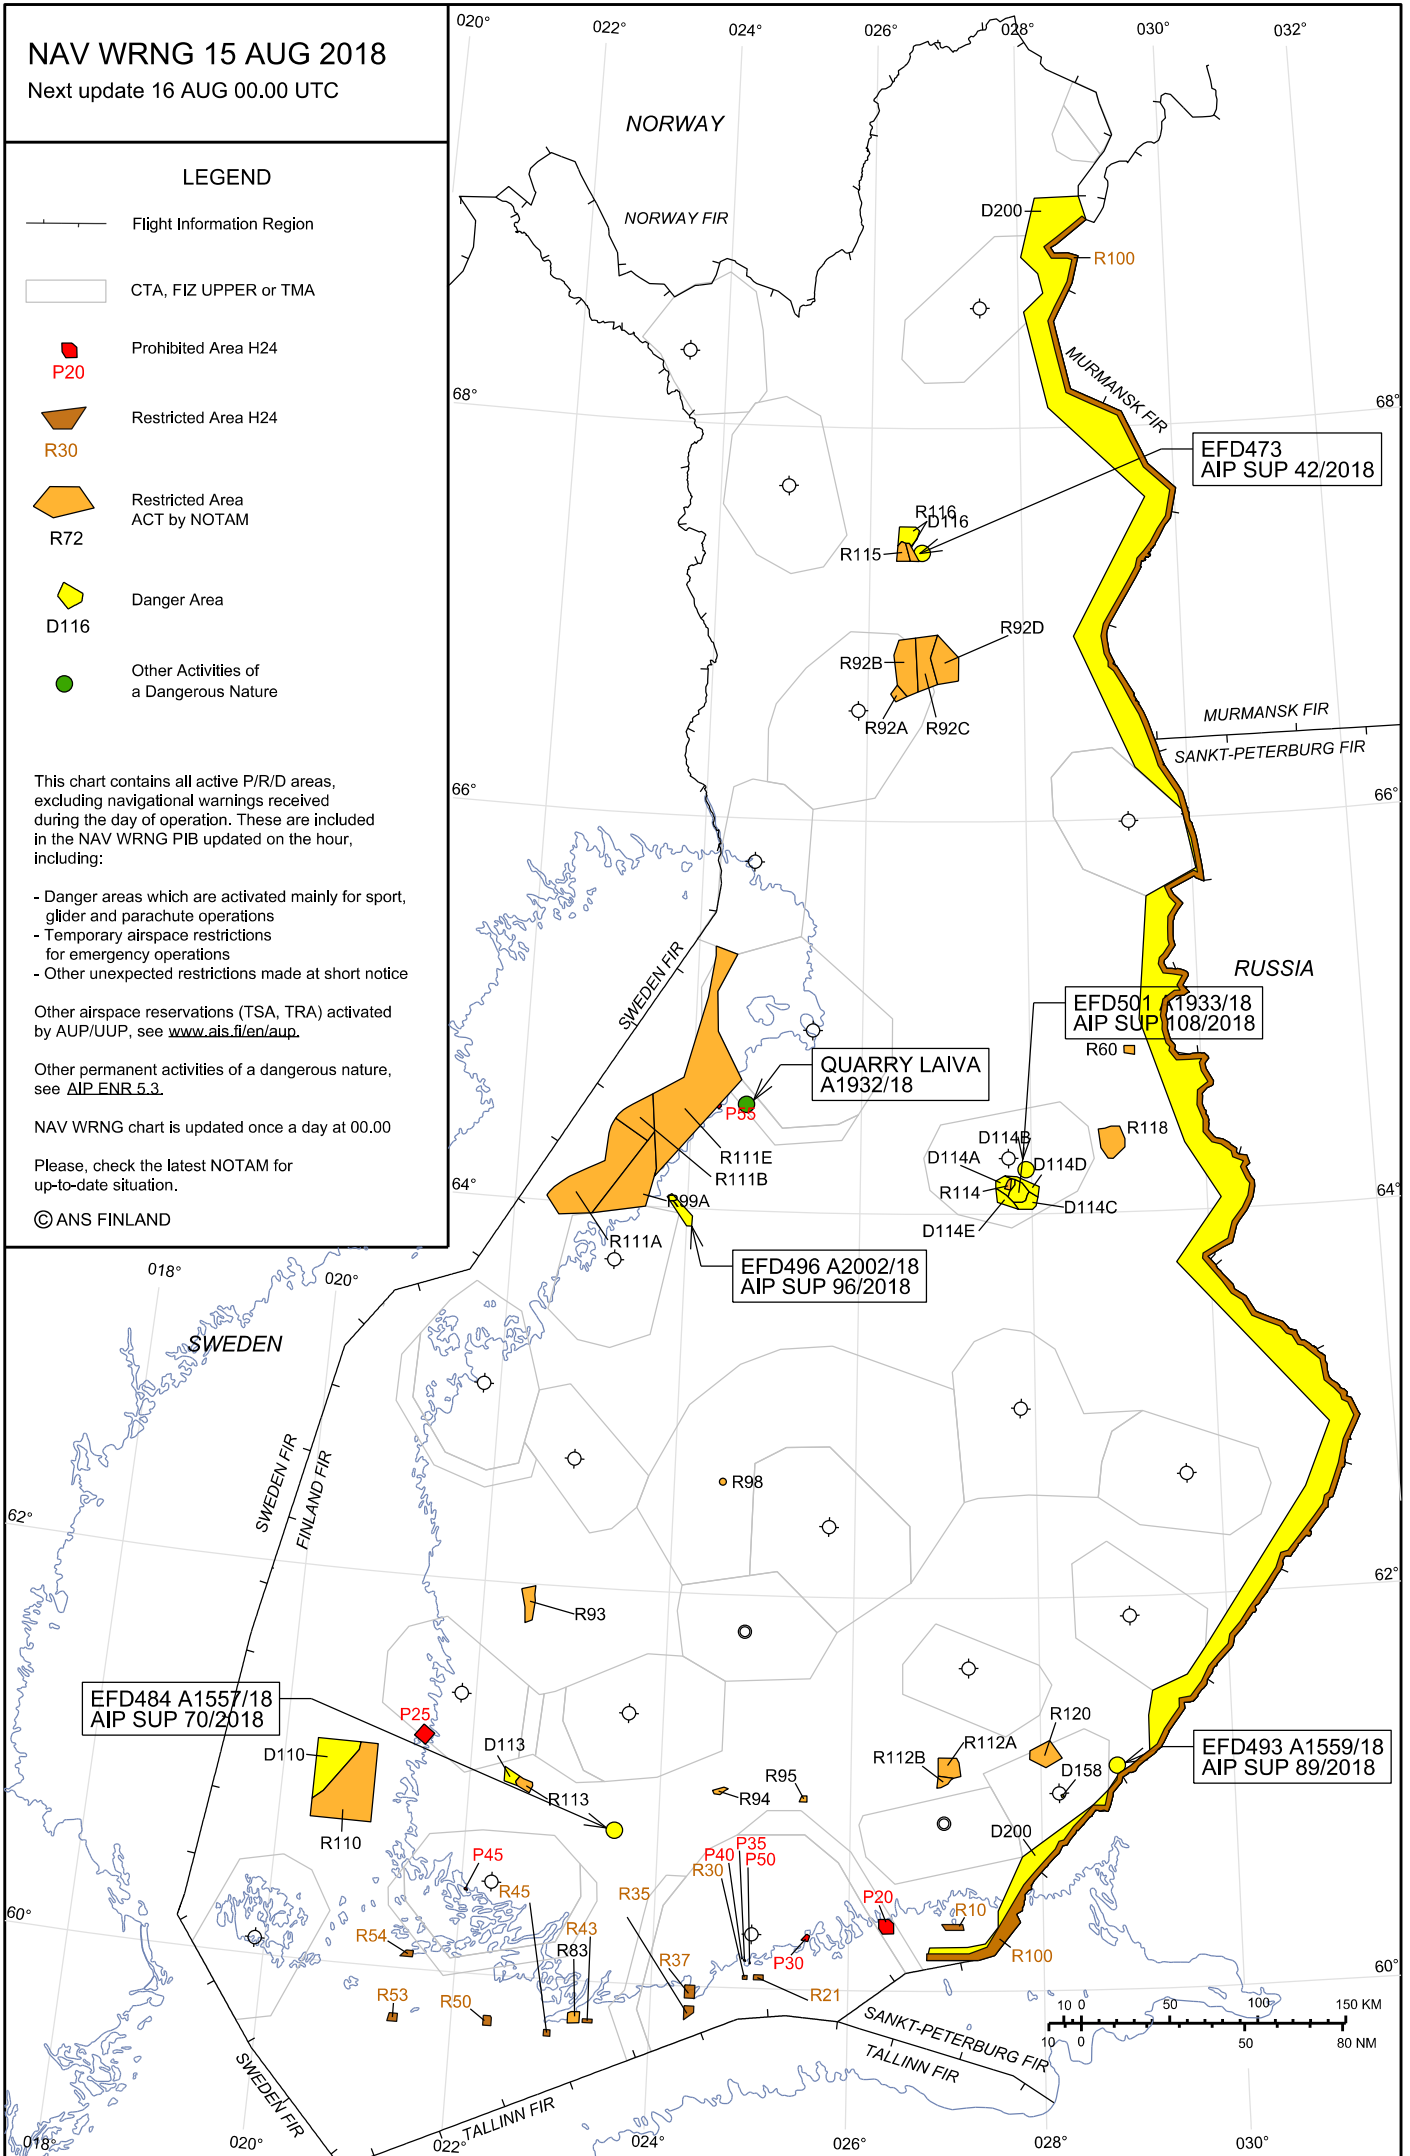 NAV WRNG 15 AUG 2018
Next update 16 AUG 00.00 UTC
LEGEND
Flight Information Region
CTA, FIZ UPPER or TMA
Prohibited Area H24
P20
Restricted Area H24
R30
Restricted Area
ACT by NOTAM
R72
Danger Area
D116
Other Activities of
a Dangerous Nature
This chart contains all active P/R/D areas,
excluding navigational warnings received
during the day of operation. These are included
in the NAV WRNG PIB updated on the hour,
including:
- Danger areas which are activated mainly for sport,
glider and parachute operations
- Temporary airspace restrictions
for emergency operations
- Other unexpected restrictions made at short notice
Other airspace reservations (TSA, TRA) activated
by AUP/UUP, see www.ais.fi/en/aup.
Other permanent activities of a dangerous nature,
see AIP ENR 5.3.
NAV WRNG chart is updated once a day at 00.00
Please, check the latest NOTAM for
up-to-date situation.
© ANS FINLAND
020°
022°
024°
026°
028°
030°
032°
NORWAY
NORWAY FIR
D200
R100
MURMANSK FIR
68°
68°
EFD473
AIP SUP 42/2018
R116
D116
R115
R92D
R92B
R92A
R92C
MURMANSK FIR
SANKT-PETERBURG FIR
66°
66°
SWEDEN FIR
RUSSIA
EFD501 A1933/18
AIP SUP 108/2018
R60
QUARRY LAIVA
A1932/18
P55
R118
D114B
D114A
D114D
R114
D114C
D114E
R111E
R111B
R99A
R111A
64°
64°
EFD496 A2002/18
AIP SUP 96/2018
018°
020°
SWEDEN
SWEDEN FIR
FINLAND FIR
R98
62°
62°
R93
EFD484 A1557/18
AIP SUP 70/2018
P25
D110
R110
D113
R113
R94
R95
R112B
R112A
R120
D158
EFD493 A1559/18
AIP SUP 89/2018
D200
P45
R45
R35
P35
P40
P50
R30
P20
R10
R100
R54
R43
R83
R37
P30
R21
R53
R50
60°
60°
SANKT-PETERBURG FIR
TALLINN FIR
10 0 50 100 150 KM
10 0 50 80 NM
SWEDEN FIR
TALLINN FIR
018°
020°
022°
024°
026°
028°
030°